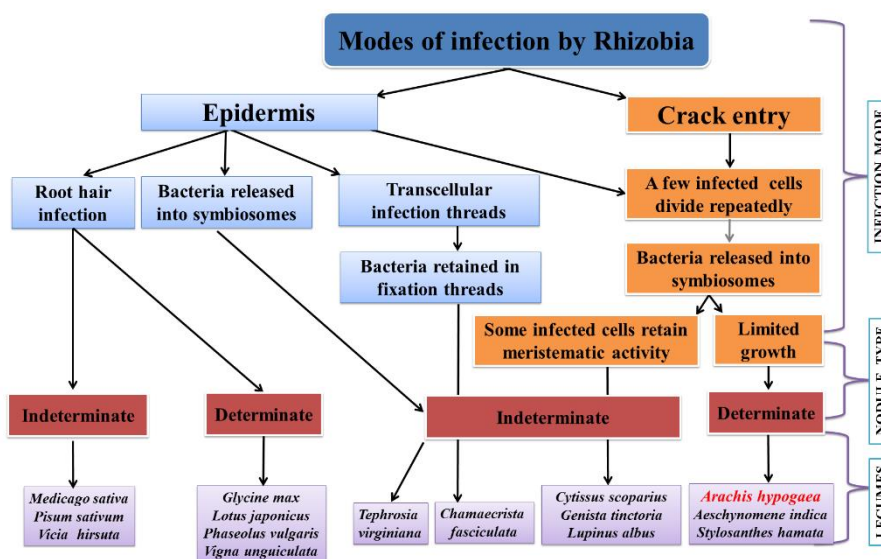 Modes of infection by Rhizobia
Epidermis
Crack entry
Root hair
infection
Bacteria released
into symbiosomes
Transcellular
infection threads
A few infected cells
divide repeatedly
Bacteria retained in
fixation threads
Bacteria released into
symbiosomes
Some infected cells retain
meristematic activity
Limited
growth
Indeterminate
Determinate
Indeterminate
Determinate
Medicago sativa
Pisum sativum
Vicia hirsuta
Glycine max
Lotus japonicus
Phaseolus vulgaris
Vigna unguiculata
Tephrosia
virginiana
Chamaecrista
fasciculata
Cytissus scoparius
Genista tinctoria
Lupinus albus
Arachis hypogaea
Aeschynomene indica
Stylosanthes hamata
INFECTION MODE
NODULE TYPE
LEGUMES